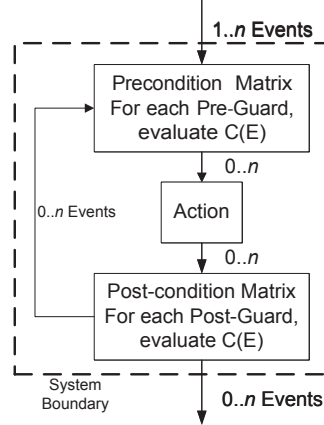 1..n Events
Precondition Matrix
For each Pre-Guard,
evaluate C(E)
0..n
0..n Events
Action
0..n
Post-condition Matrix
For each Post-Guard,
evaluate C(E)
System
Boundary
0..n Events